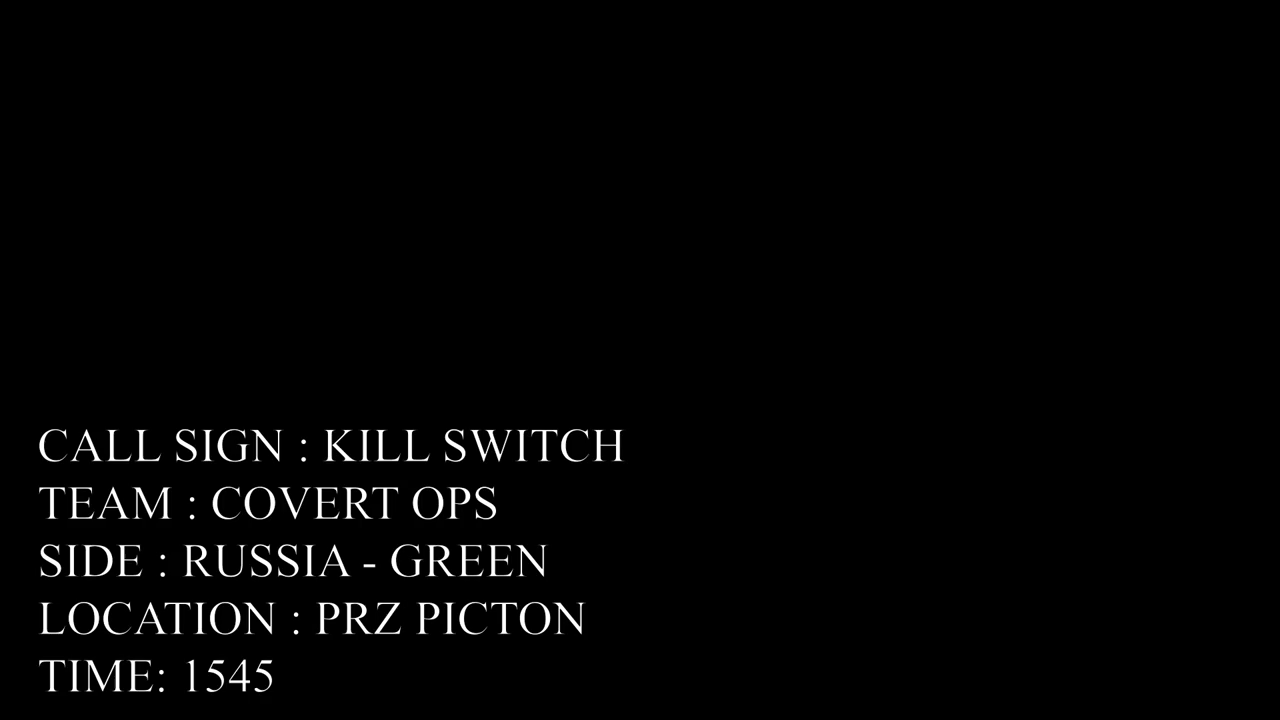 CALL SIGN : KILL SWITCH
TEAM : COVERT OPS
SIDE : RUSSIA - GREEN
LOCATION : PRZ PICTON
TIME: 1545